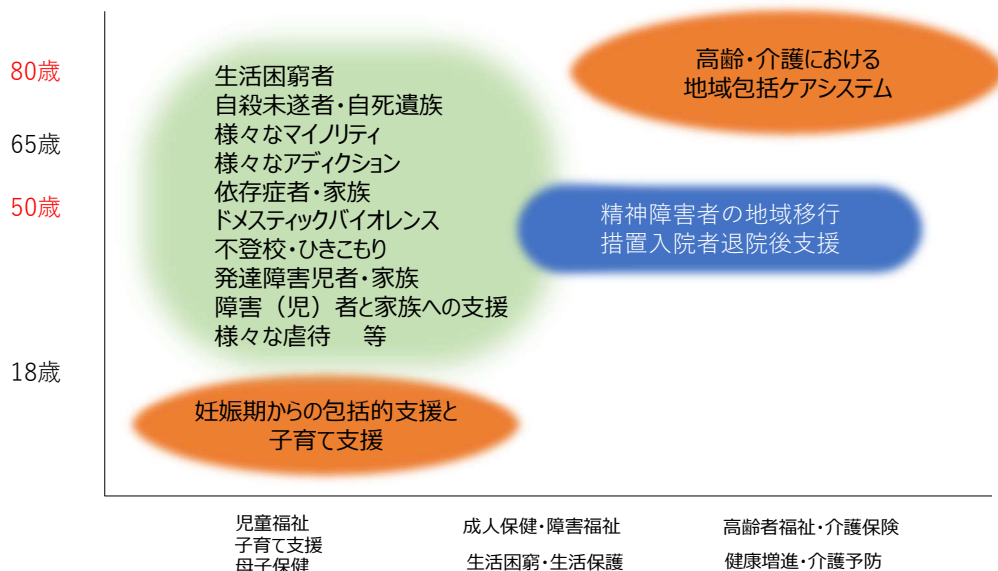 80歳
65歳
50歳
18歳
生活困窮者
自殺未遂者・自死遺族
様々なマイノリティ
様々なアディクション
依存症者・家族
ドメスティックバイオレンス
不登校・ひきこもり
発達障害児者・家族
障害（児）者と家族への支援
様々な虐待　等
高齢・介護における
地域包括ケアシステム
精神障害者の地域移行
措置入院者退院後支援
妊娠期からの包括的支援と
子育て支援
児童福祉
子育て支援
母子保健
成人保健・障害福祉
生活困窮・生活保護
高齢者福祉・介護保険
健康増進・介護予防